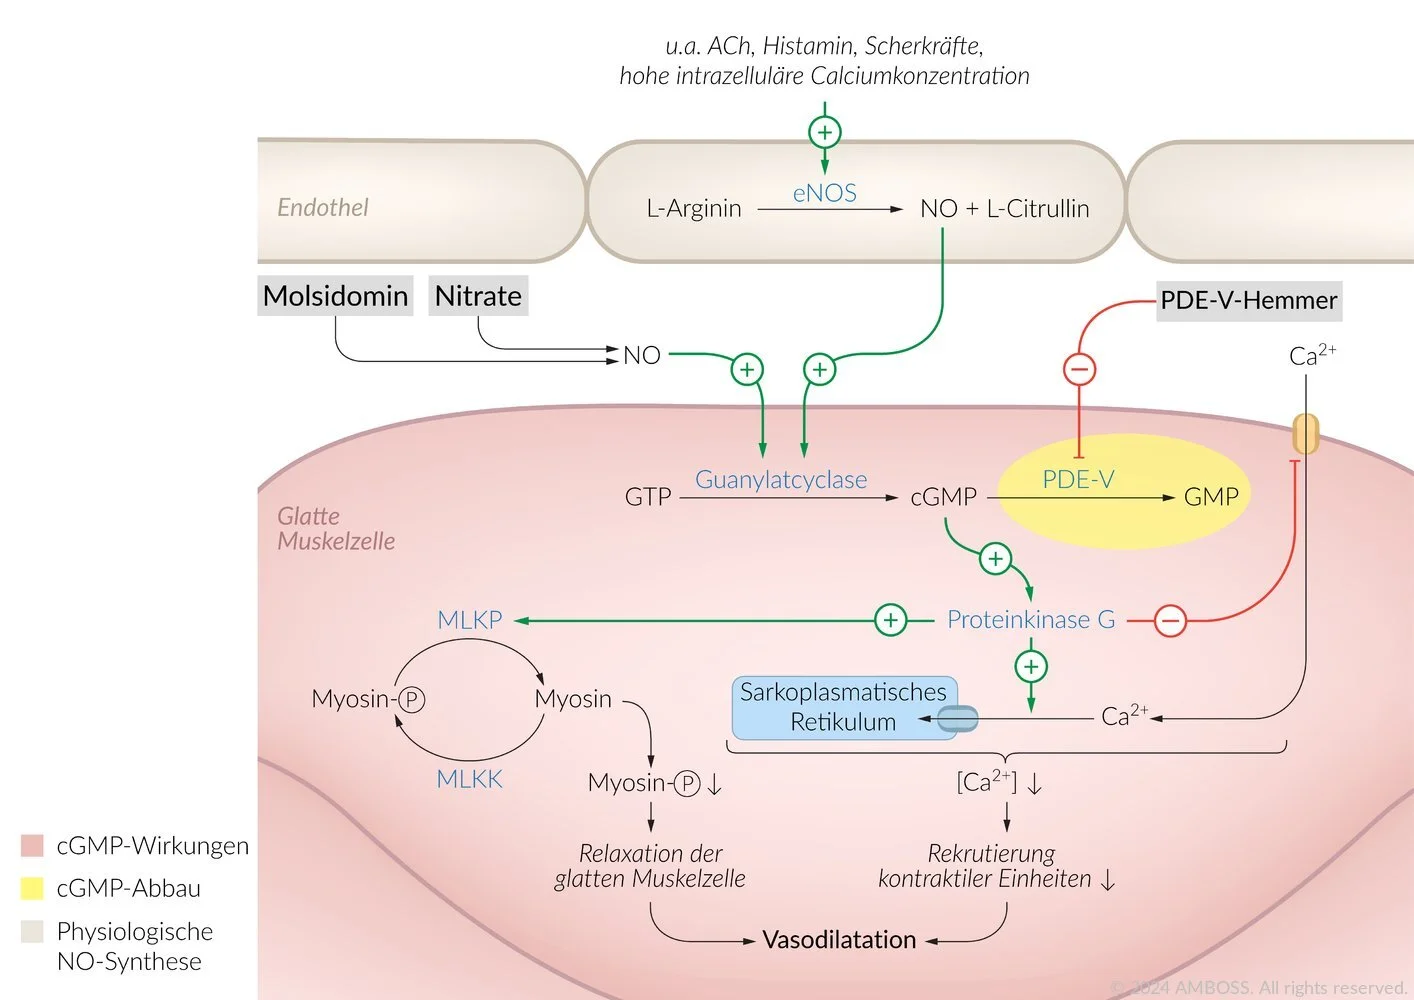 u.a. ACh, Histamin, Scherkräfte,
hohe intrazelluläre Calciumkonzentration
+
eNOS
Endothel
L-Arginin
NO + L-Citrullin
Molsidomin
Nitrate
PDE-V-Hemmer
NO
+
+
−
Ca²⁺
Guanylatcyclase
PDE-V
GTP
cGMP
GMP
Glatte
Muskelzelle
+
MLKP
+
Proteinkinase G
−
+
Myosin-P
Myosin
Sarkoplasmatisches
Retikulum
Ca²⁺
MLKK
Myosin-P ↓
[Ca²⁺] ↓
cGMP-Wirkungen
Relaxation der
glatten Muskelzelle
Rekrutierung
kontraktiler Einheiten ↓
cGMP-Abbau
Physiologische
NO-Synthese
Vasodilatation
© 2024 AMBOSS. All rights reserved.